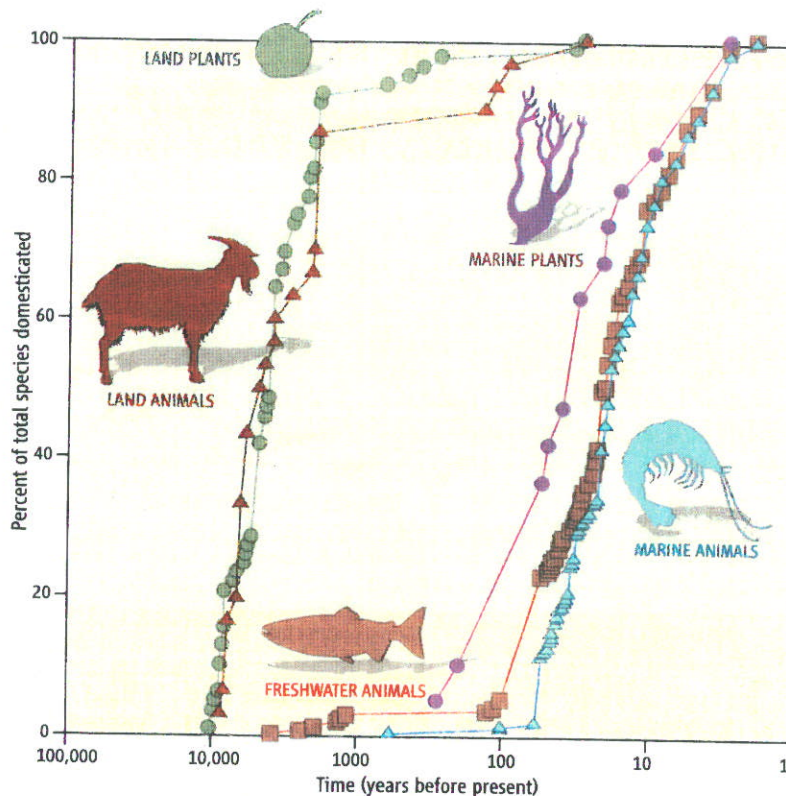 100
LAND PLANTS
80
MARINE PLANTS
60
LAND ANIMALS
Percent of total species domesticated
40
MARINE ANIMALS
20
FRESHWATER ANIMALS
0
100,000
10,000
1000
100
10
1
Time (years before present)